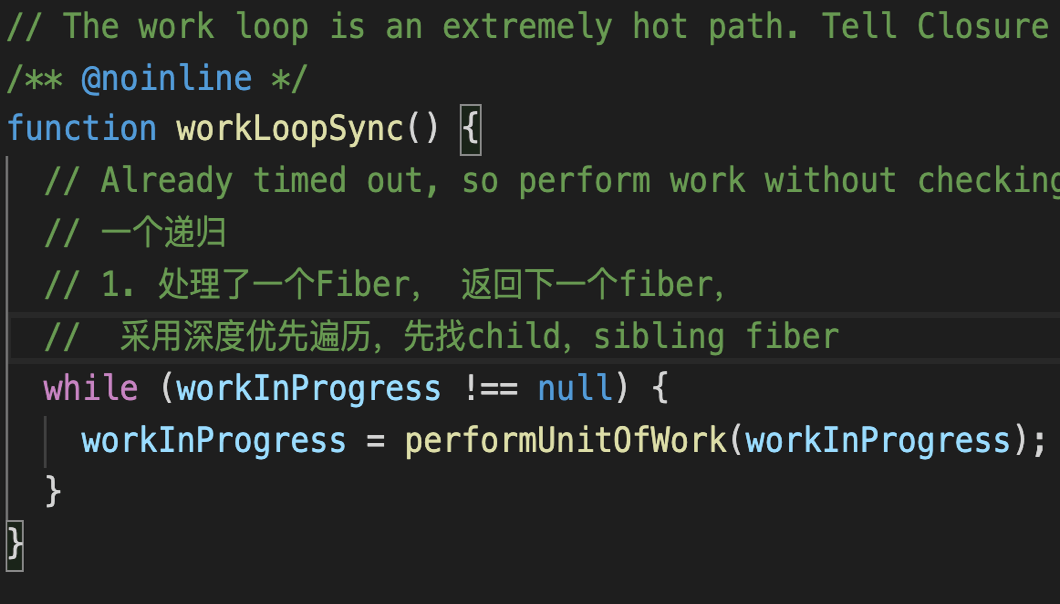 // The work loop is an extremely hot path. Tell Closure
/** @noinline */
function workLoopSync() {
// Already timed out, so perform work without checking
// 一个递归
// 1. 处理了一个Fiber， 返回下一个fiber，
// 采用深度优先遍历，先找child，sibling fiber
while (workInProgress !== null) {
workInProgress = performUnitOfWork(workInProgress);
}
}